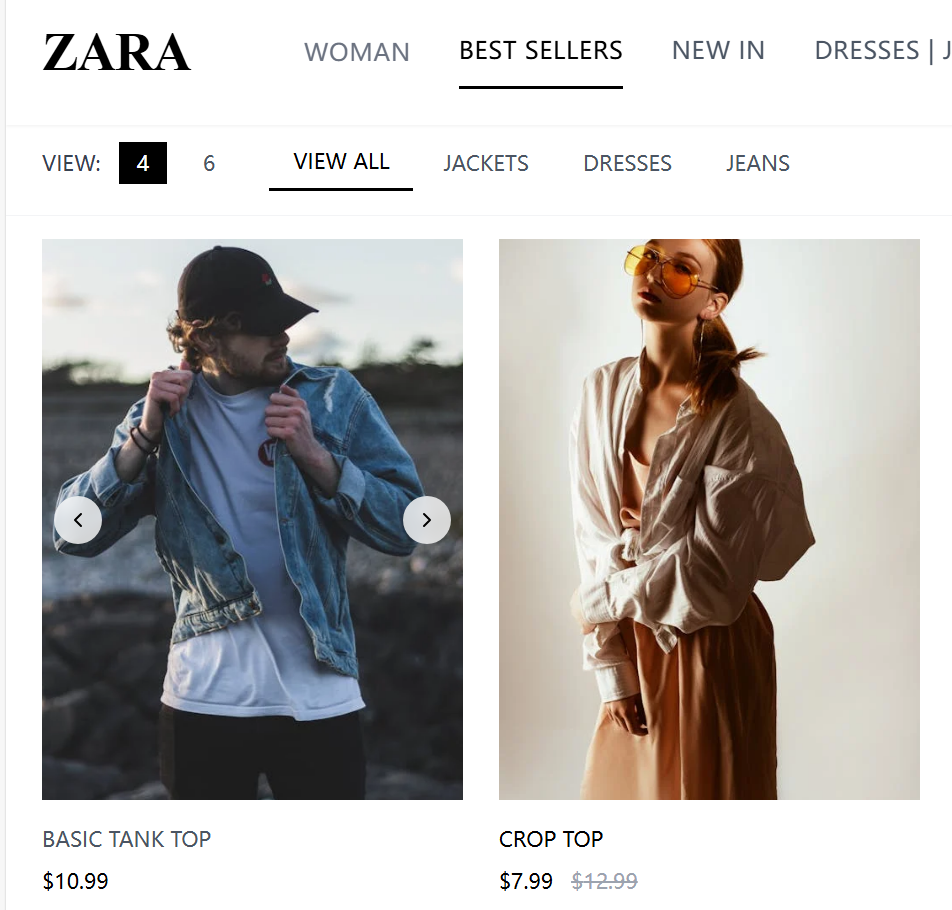 ZARA WOMAN BEST SELLERS NEW IN DRESSES | J
VIEW: 4 6 VIEW ALL JACKETS DRESSES JEANS
BASIC TANK TOP
$10.99
CROP TOP
$7.99 $12.99